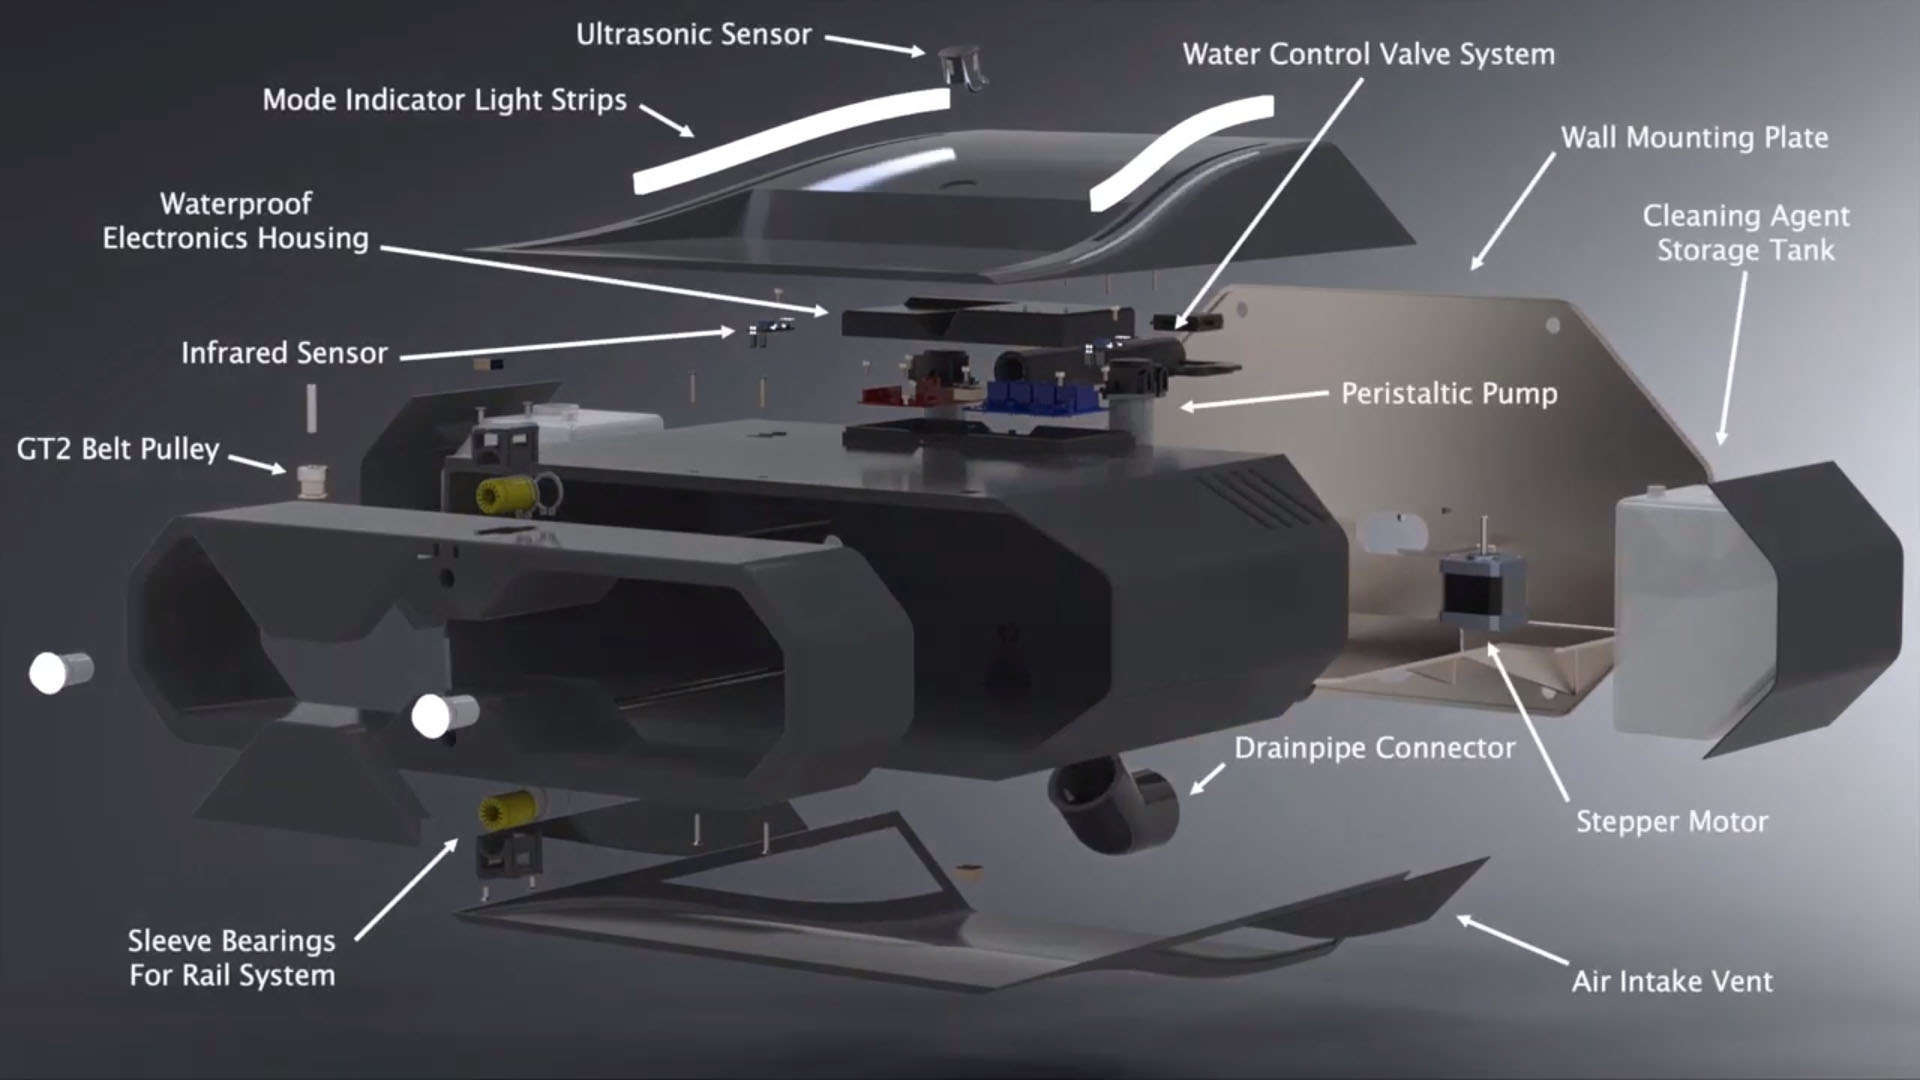 Ultrasonic Sensor
Water Control Valve System
Mode Indicator Light Strips
Wall Mounting Plate
Waterproof
Electronics Housing
Cleaning Agent
Storage Tank
Infrared Sensor
Peristaltic Pump
GT2 Belt Pulley
Drainpipe Connector
Stepper Motor
Sleeve Bearings
For Rail System
Air Intake Vent